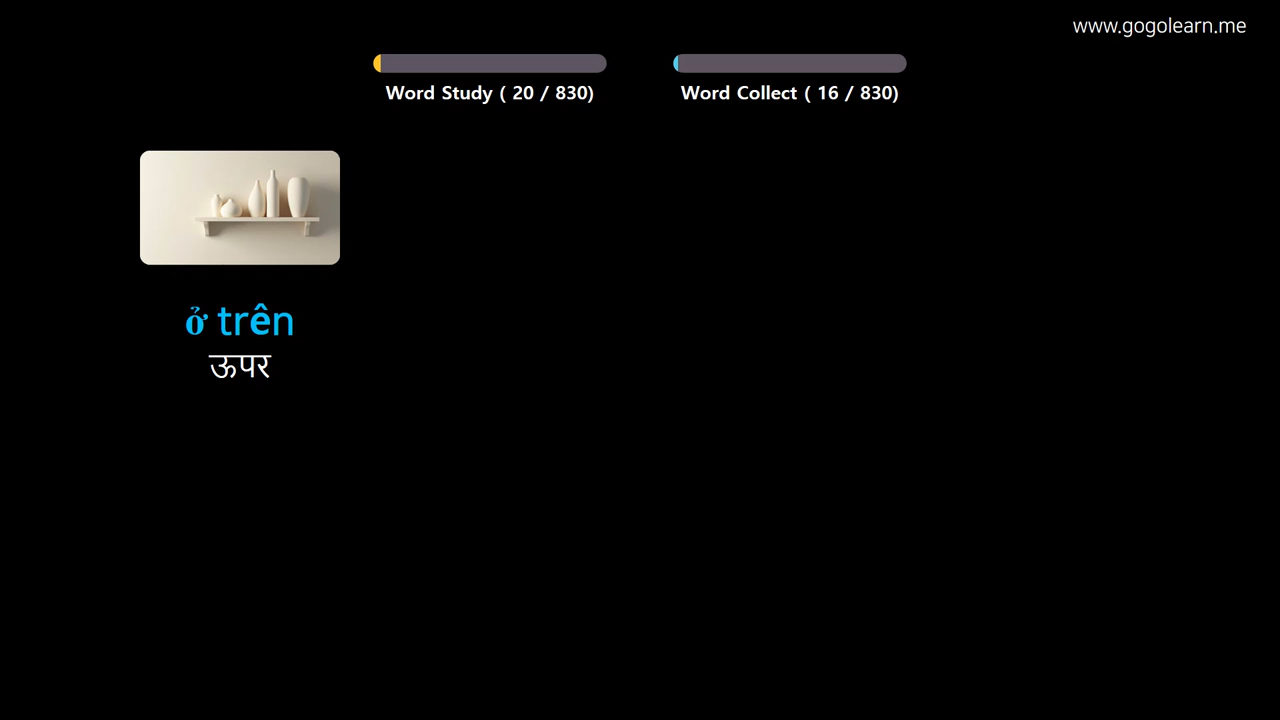 www.gogolearn.me
Word Study ( 20 / 830)
Word Collect ( 16 / 830)
ở trên
ऊपर